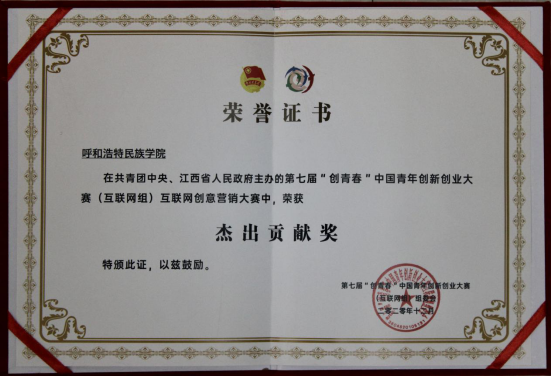 荣誉证书
呼和浩特民族学院
在共青团中央、江西省人民政府主办的第七届“创青春”中国青年创新创业大
赛（互联网组）互联网创意营销大赛中，荣获
杰出贡献奖
特颁此证，以兹鼓励。
第七届“创青春”中国青年创新创业大赛
（互联网组）组委会
二零二零年十二月